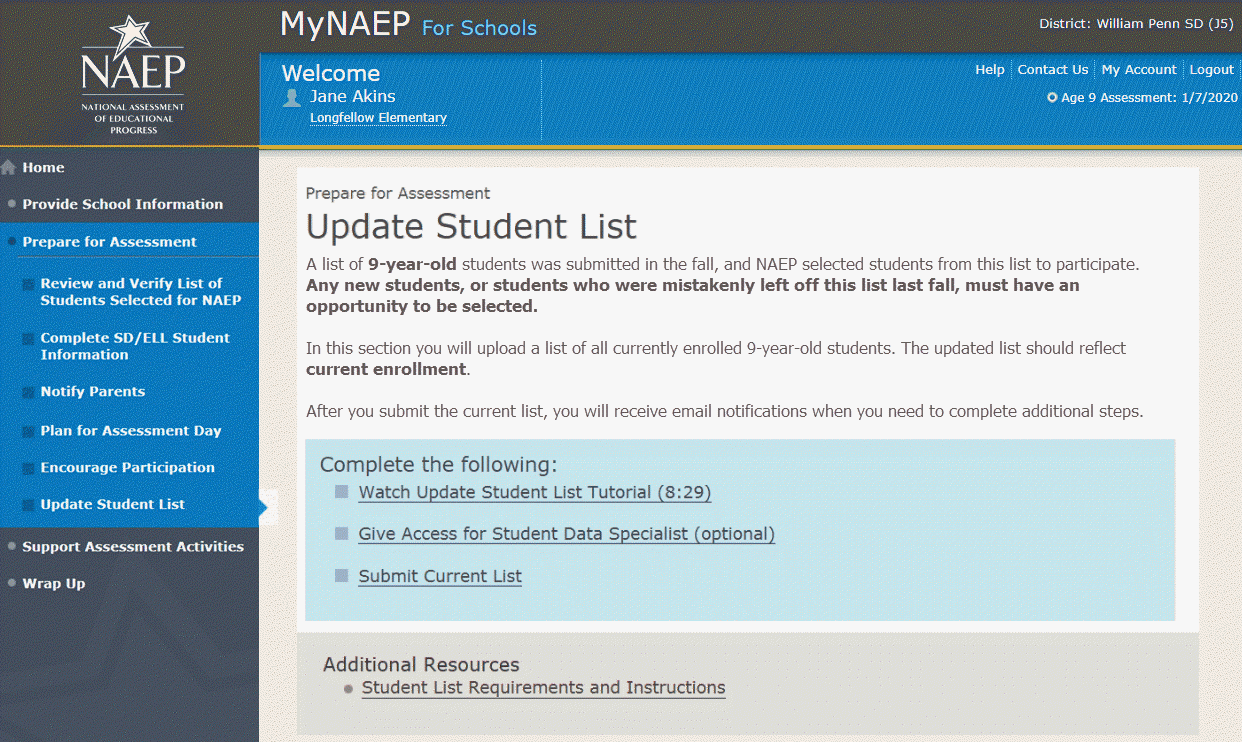 NAEP
NATIONAL ASSESSMENT
OF EDUCATIONAL
PROGRESS
MyNAEP For Schools
District: William Penn SD (J5)
Welcome
Jane Akins
Longfellow Elementary
Help Contact Us My Account Logout
Age 9 Assessment: 1/7/2020
Home
Provide School Information
Prepare for Assessment
Review and Verify List of
Students Selected for NAEP
Complete SD/ELL Student
Information
Notify Parents
Plan for Assessment Day
Encourage Participation
Update Student List
Support Assessment Activities
Wrap Up
Prepare for Assessment
Update Student List
A list of 9-year-old students was submitted in the fall, and NAEP selected students from this list to participate.
Any new students, or students who were mistakenly left off this list last fall, must have an
opportunity to be selected.
In this section you will upload a list of all currently enrolled 9-year-old students. The updated list should reflect
current enrollment.
After you submit the current list, you will receive email notifications when you need to complete additional steps.
Complete the following:
Watch Update Student List Tutorial (8:29)
Give Access for Student Data Specialist (optional)
Submit Current List
Additional Resources
Student List Requirements and Instructions